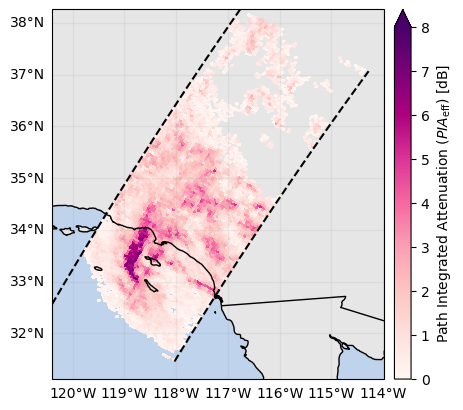 38°N
37°N
36°N
35°N
34°N
33°N
32°N
120°W 119°W 118°W 117°W 116°W 115°W 114°W
8
7
6
5
4
3
2
1
0
Path Integrated Attenuation (PIA_eff) [dB]